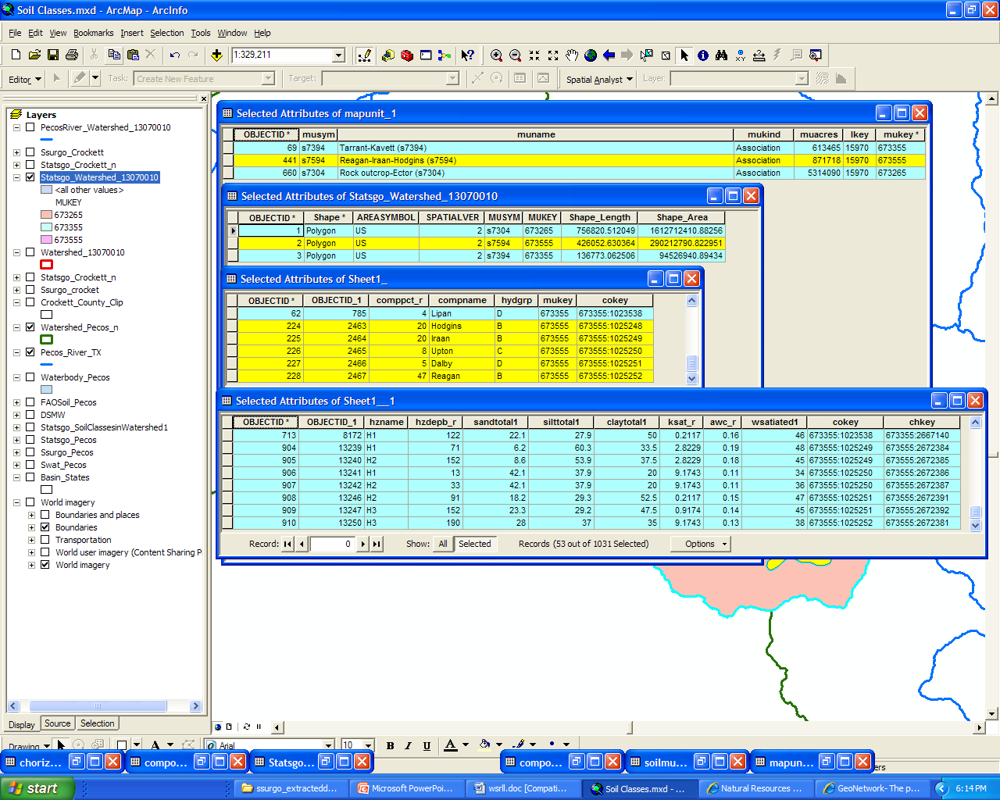 Soil Classes.mxd - ArcMap - ArcInfo
File Edit View Bookmarks Insert Selection Tools Window Help
1:329,211
Editor Task: Create New Feature Target: Spatial Analyst Layer:
Layers
PecosRiver_Watershed_13070010
Ssurgo_Crockett
Statsgo_Crockett_n
Statsgo_Watershed_13070010
<all other values>
MUKEY
673265
673355
673555
Watershed_13070010
Statsgo_Crockett_n
Ssurgo_crocket
Crockett_County_Clip
Watershed_Pecos_n
Pecos_River_TX
Waterbody_Pecos
FAOSoil_Pecos
DSMW
Statsgo_SoilClassesinWatershed1
Statsgo_Pecos
Ssurgo_Pecos
Swat_Pecos
Basin_States
World imagery
Boundaries and places
Boundaries
Transportation
World user imagery (Content Sharing P
World imagery
Display Source Selection
Selected Attributes of mapunit_1
OBJECTID * musym muname mukind muacres lkey mukey *
69 s7394 Tarrant-Kavett (s7394) Association 613465 15970 673355
441 s7594 Reagan-Iraan-Hodgins (s7594) Association 871718 15970 673555
660 s7304 Rock outcrop-Ector (s7304) Association 5314090 15970 673265
Selected Attributes of Statsgo_Watershed_13070010
OBJECTID * Shape * AREASYMBOL SPATIALVER MUSYM MUKEY Shape_Length Shape_Area
1 Polygon US 2 s7304 673265 756820.512049 1612712410.88256
2 Polygon US 2 s7594 673555 426052.630364 290212790.822951
3 Polygon US 2 s7394 673355 136773.062506 94526940.89434
Selected Attributes of Sheet1_
OBJECTID * OBJECTID_1 comppct_r compname hydgrp mukey cokey
62 785 4 Lipan D 673355 673355:1023538
224 2463 20 Hodgins B 673555 673555:1025248
225 2464 20 Iraan B 673555 673555:1025249
226 2465 8 Upton C 673555 673555:1025250
227 2466 5 Dalby D 673555 673555:1025251
228 2467 47 Reagan B 673555 673555:1025252
Selected Attributes of Sheet1__1
OBJECTID * OBJECTID_1 hzname hzdepb_r sandtotal1 silttotal1 claytotal1 ksat_r awc_r wsatiated1 cokey chkey
713 8172 H1 122 22.1 27.9 50 0.2117 0.16 46 673355:1023538 673355:2667140
904 13239 H1 71 6.2 60.3 33.5 2.8229 0.19 48 673555:1025249 673555:2672384
905 13240 H2 152 8.6 53.9 37.5 2.8229 0.18 45 673555:1025249 673555:2672385
906 13241 H1 13 42.1 37.9 20 9.1743 0.11 34 673555:1025250 673555:2672386
907 13242 H2 33 42.1 37.9 20 9.1743 0.11 36 673555:1025250 673555:2672387
908 13246 H2 91 18.2 29.3 52.5 0.2117 0.15 47 673555:1025251 673555:2672391
909 13247 H3 152 23.3 29.2 47.5 0.9174 0.14 45 673555:1025251 673555:2672392
910 13250 H3 190 28 37 35 9.1743 0.13 38 673555:1025252 673555:2672381
Record: 0 Show: All Selected Records (53 out of 1031 Selected) Options
Drawing A Arial 10 B I U A
choriz... compo... Statsgo... compo... soilmu... mapun... ers
start ssurgo_extractedd... Microsoft PowerPoi... wsrll.doc [Compati... Soil Classes.mxd - ... Natural Resources ... GeoNetwork- The p... 6:14 PM